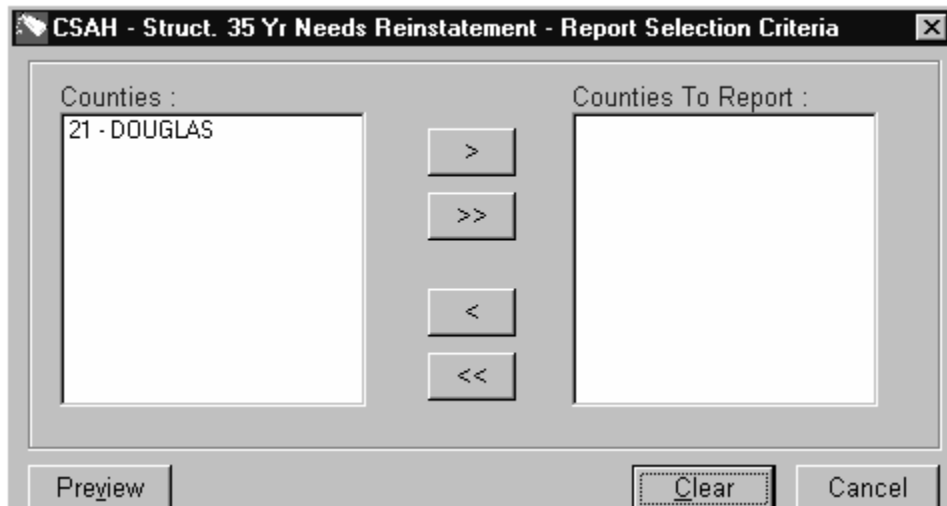 CSAH - Struct. 35 Yr Needs Reinstatement - Report Selection Criteria
Counties :
Counties To Report :
21 - DOUGLAS
>
>>
<
<<
Preview
Clear
Cancel